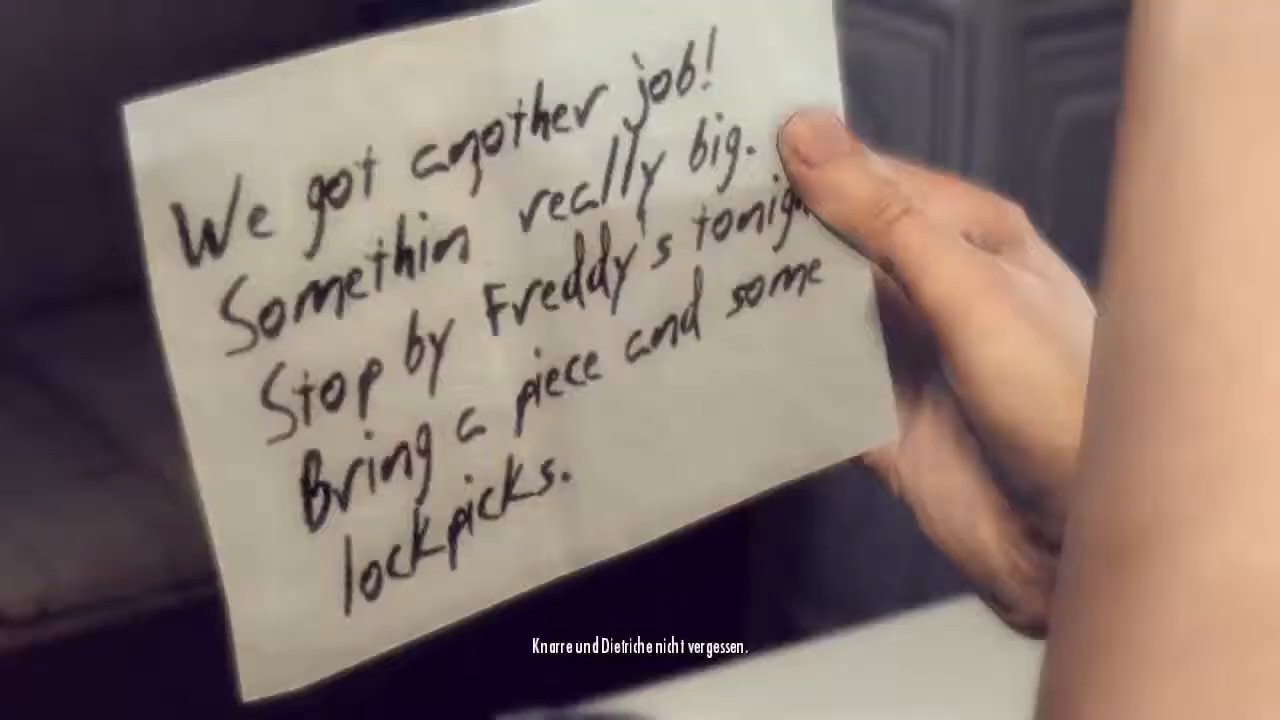 We got another job!
Somethin really big.
Stop by Freddy's
Bring a piece and some
lockpicks.
Knarre und Dietriche nicht vergessen.